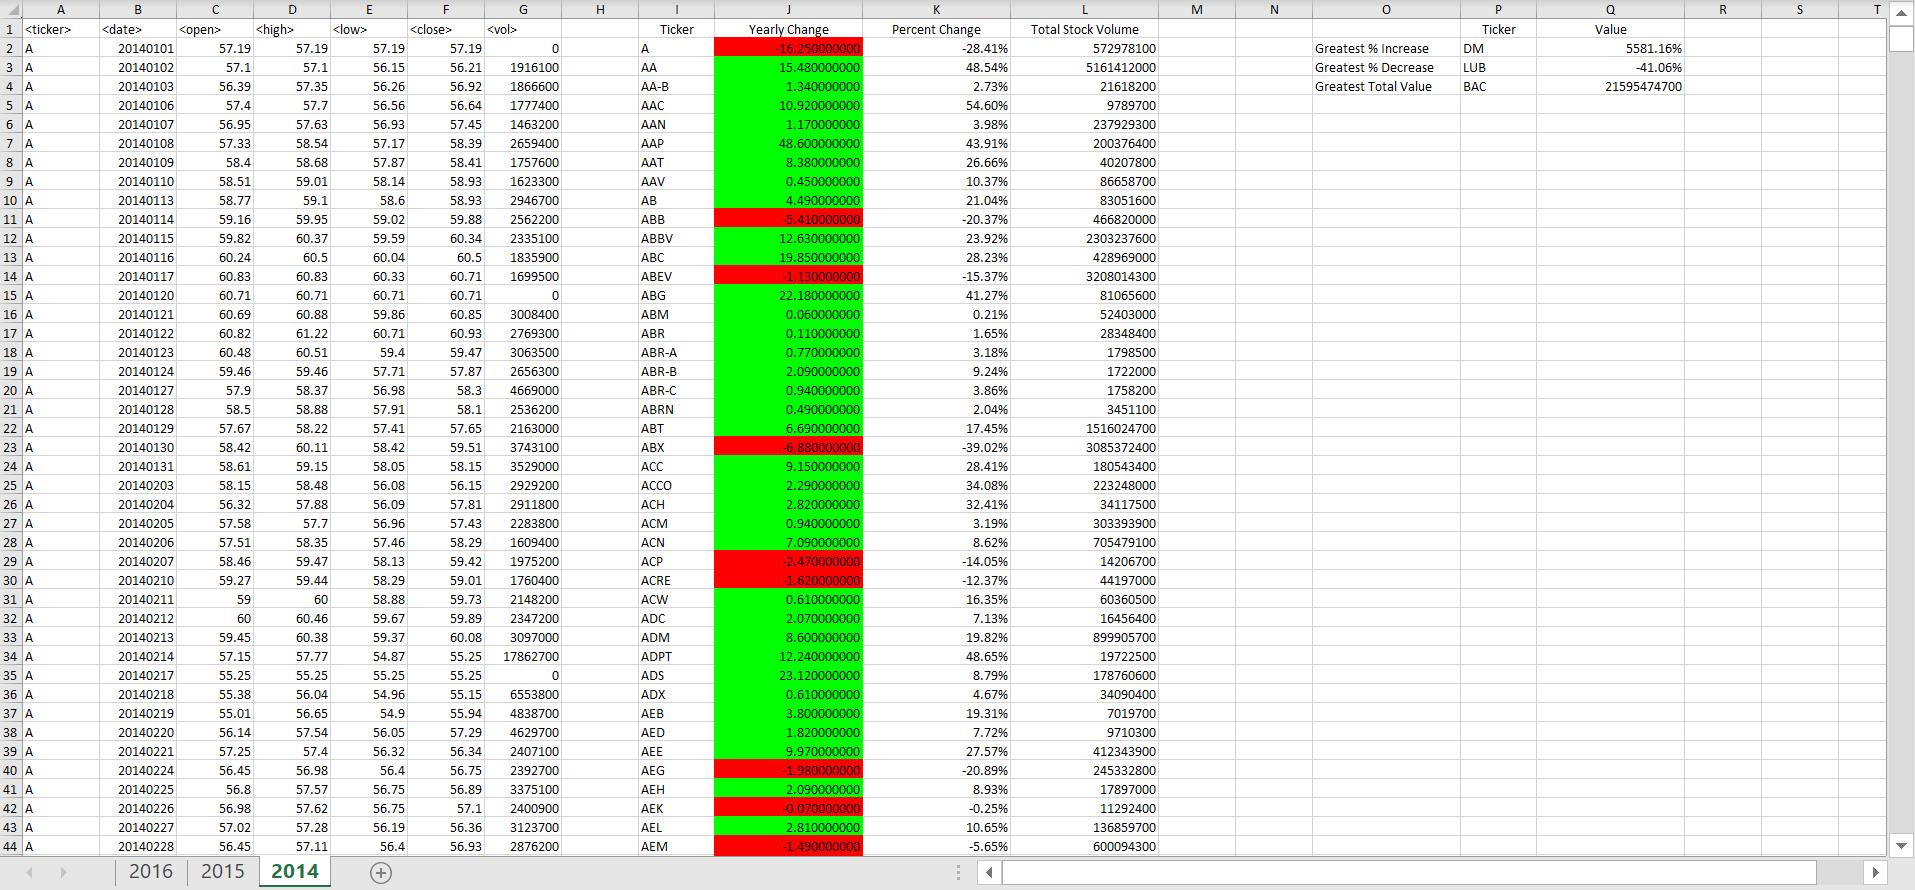 A B C D E F G H I J K L M N O P Q R S T
1 <ticker> <date> <open> <high> <low> <close> <vol> Ticker Yearly Change Percent Change Total Stock Volume Ticker Value
2 A 20140101 57.19 57.19 57.19 57.19 0 A -16.250000000 -28.41% 572978100 Greatest % Increase DM 5581.16%
3 A 20140102 57.1 57.1 56.15 56.21 1916100 AA 15.480000000 48.54% 5161412000 Greatest % Decrease LUB -41.06%
4 A 20140103 56.39 57.35 56.26 56.92 1866600 AA-B 1.340000000 2.73% 21618200 Greatest Total Value BAC 21595474700
5 A 20140106 57.4 57.7 56.56 56.64 1777400 AAC 10.920000000 54.60% 9789700
6 A 20140107 56.95 57.63 56.93 57.45 1463200 AAN 1.170000000 3.98% 237929300
7 A 20140108 57.33 58.54 57.17 58.39 2659400 AAP 48.600000000 43.91% 200376400
8 A 20140109 58.4 58.68 57.87 58.41 1757600 AAT 8.380000000 26.66% 40207800
9 A 20140110 58.51 59.01 58.14 58.93 1623300 AAV 0.450000000 10.37% 86658700
10 A 20140113 58.77 59.1 58.6 58.93 2946700 AB 4.490000000 21.04% 83051600
11 A 20140114 59.16 59.95 59.02 59.88 2562200 ABB -5.410000000 -20.37% 466820000
12 A 20140115 59.82 60.37 59.59 60.34 2335100 ABBV 12.630000000 23.92% 2303237600
13 A 20140116 60.24 60.5 60.04 60.5 1835900 ABC 19.850000000 28.23% 428969000
14 A 20140117 60.83 60.83 60.33 60.71 1699500 ABEV -1.130000000 -15.37% 3208014300
15 A 20140120 60.71 60.71 60.71 60.71 0 ABG 22.180000000 41.27% 81065600
16 A 20140121 60.69 60.88 59.86 60.85 3008400 ABM 0.060000000 0.21% 52403000
17 A 20140122 60.82 61.22 60.71 60.93 2769300 ABR 0.110000000 1.65% 28348400
18 A 20140123 60.48 60.51 59.4 59.47 3063500 ABR-A 0.770000000 3.18% 1798500
19 A 20140124 59.46 59.46 57.71 57.87 2656300 ABR-B 2.090000000 9.24% 1722000
20 A 20140127 57.9 58.37 56.98 58.3 4669000 ABR-C 0.940000000 3.86% 1758200
21 A 20140128 58.5 58.88 57.91 58.1 2536200 ABRN 0.490000000 2.04% 3451100
22 A 20140129 57.67 58.22 57.41 57.65 2163000 ABT 6.690000000 17.45% 1516024700
23 A 20140130 58.42 60.11 58.42 59.51 3743100 ABX -6.880000000 -39.02% 3085372400
24 A 20140131 58.61 59.15 58.05 58.15 3529000 ACC 9.150000000 28.41% 180543400
25 A 20140203 58.15 58.48 56.08 56.15 2929200 ACCO 2.290000000 34.08% 223248000
26 A 20140204 56.32 57.88 56.09 57.81 2911800 ACH 2.820000000 32.41% 34117500
27 A 20140205 57.58 57.7 56.96 57.43 2283800 ACM 0.940000000 3.19% 303393900
28 A 20140206 57.51 58.35 57.46 58.29 1609400 ACN 7.090000000 8.62% 705479100
29 A 20140207 58.46 59.47 58.13 59.42 1975200 ACP -2.470000000 -14.05% 14206700
30 A 20140210 59.27 59.44 58.29 59.01 1760400 ACRE -1.620000000 -12.37% 44197000
31 A 20140211 59 60 58.88 59.73 2148200 ACW 0.610000000 16.35% 60360500
32 A 20140212 60 60.46 59.67 59.89 2347200 ADC 2.070000000 7.13% 16456400
33 A 20140213 59.45 60.38 59.37 60.08 3097000 ADM 8.600000000 19.82% 899905700
34 A 20140214 57.15 57.77 54.87 55.25 17862700 ADPT 12.240000000 48.65% 19722500
35 A 20140217 55.25 55.25 55.25 55.25 0 ADS 23.120000000 8.79% 178760600
36 A 20140218 55.38 56.04 54.96 55.15 6553800 ADX 0.610000000 4.67% 34090400
37 A 20140219 55.01 56.65 54.9 55.94 4838700 AEB 3.800000000 19.31% 7019700
38 A 20140220 56.14 57.54 56.05 57.29 4629700 AED 1.820000000 7.72% 9710300
39 A 20140221 57.25 57.4 56.32 56.34 2407100 AEE 9.970000000 27.57% 412343900
40 A 20140224 56.45 56.98 56.4 56.75 2392700 AEG -1.980000000 -20.89% 245332800
41 A 20140225 56.8 57.57 56.75 56.89 3375100 AEH 2.090000000 8.93% 17897000
42 A 20140226 56.98 57.62 56.75 57.1 2400900 AEK -0.070000000 -0.25% 11292400
43 A 20140227 57.02 57.28 56.19 56.36 3123700 AEL 2.810000000 10.65% 136859700
44 A 20140228 56.45 57.11 56.4 56.93 2876200 AEM -1.490000000 -5.65% 600094300
2016 2015 2014